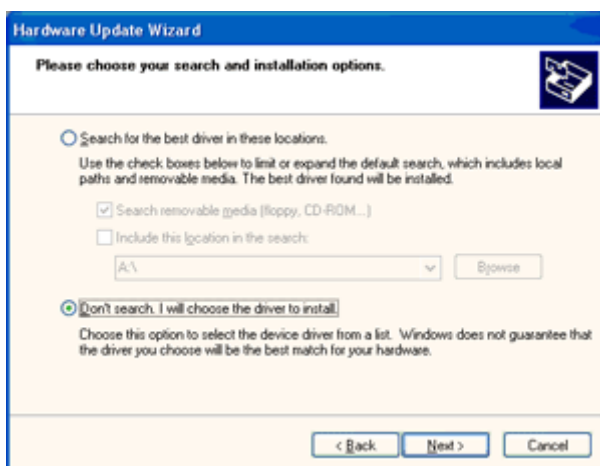 Hardware Update Wizard
Please choose your search and installation options.
Search for the best driver in these locations.
Use the check boxes below to limit or expand the default search, which includes local
paths and removable media. The best driver found will be installed.
Search removable media (floppy, CD-ROM...)
Include this location in the search:
A:\
Browse
Don't search. I will choose the driver to install.
Choose this option to select the device driver from a list. Windows does not guarantee that
the driver you choose will be the best match for your hardware.
< Back Next > Cancel